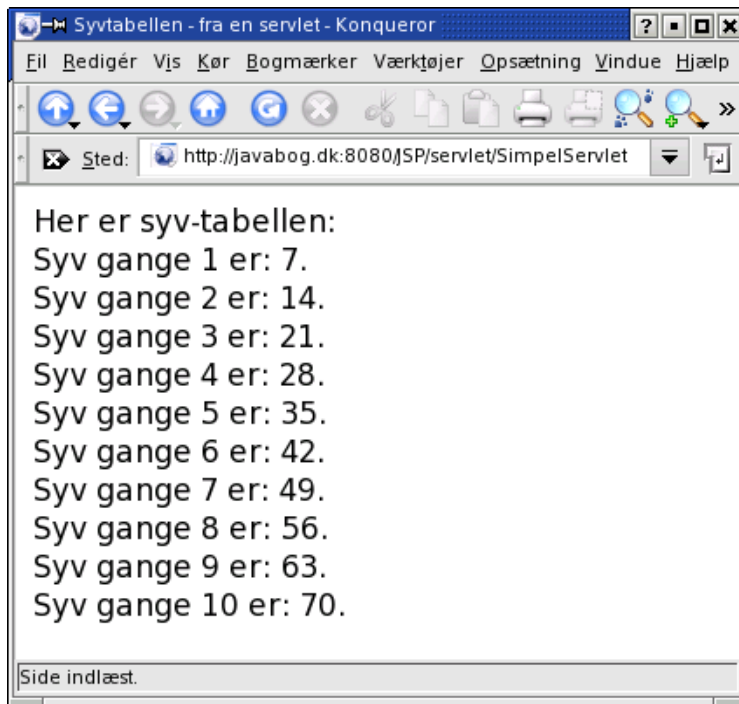 Syvtabellen - fra en servlet - Konqueror
Fil Redigér Vis Kør Bogmærker Værktøjer Opsætning Vindue Hjælp
Sted: http://javabog.dk:8080/JSP/servlet/SimpelServlet
Her er syv-tabellen:
Syv gange 1 er: 7.
Syv gange 2 er: 14.
Syv gange 3 er: 21.
Syv gange 4 er: 28.
Syv gange 5 er: 35.
Syv gange 6 er: 42.
Syv gange 7 er: 49.
Syv gange 8 er: 56.
Syv gange 9 er: 63.
Syv gange 10 er: 70.
Side indlæst.